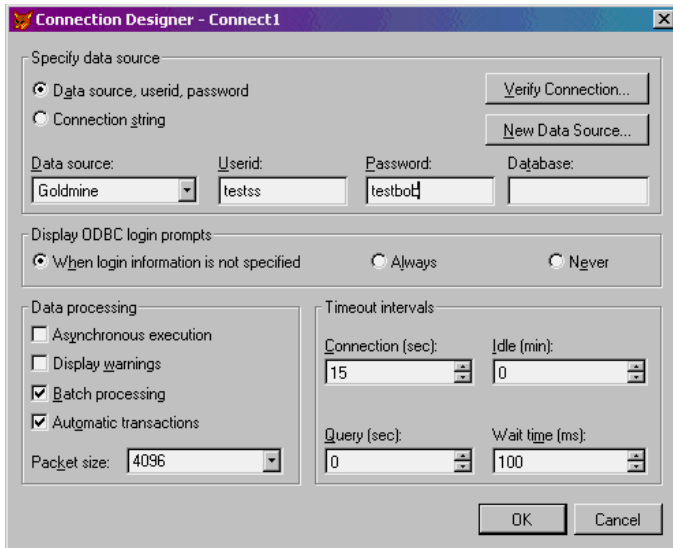 Connection Designer - Connect1
Specify data source
Data source, userid, password
Verify Connection...
Connection string
New Data Source...
Data source: Userid: Password: Database:
Goldmine testss testbot
Display ODBC login prompts
When login information is not specified Always Never
Data processing Timeout intervals
Asynchronous execution
Connection (sec): Idle (min):
Display warnings
15 0
Batch processing
Automatic transactions
Query (sec): Wait time (ms):
Packet size: 4096 0 100
OK Cancel